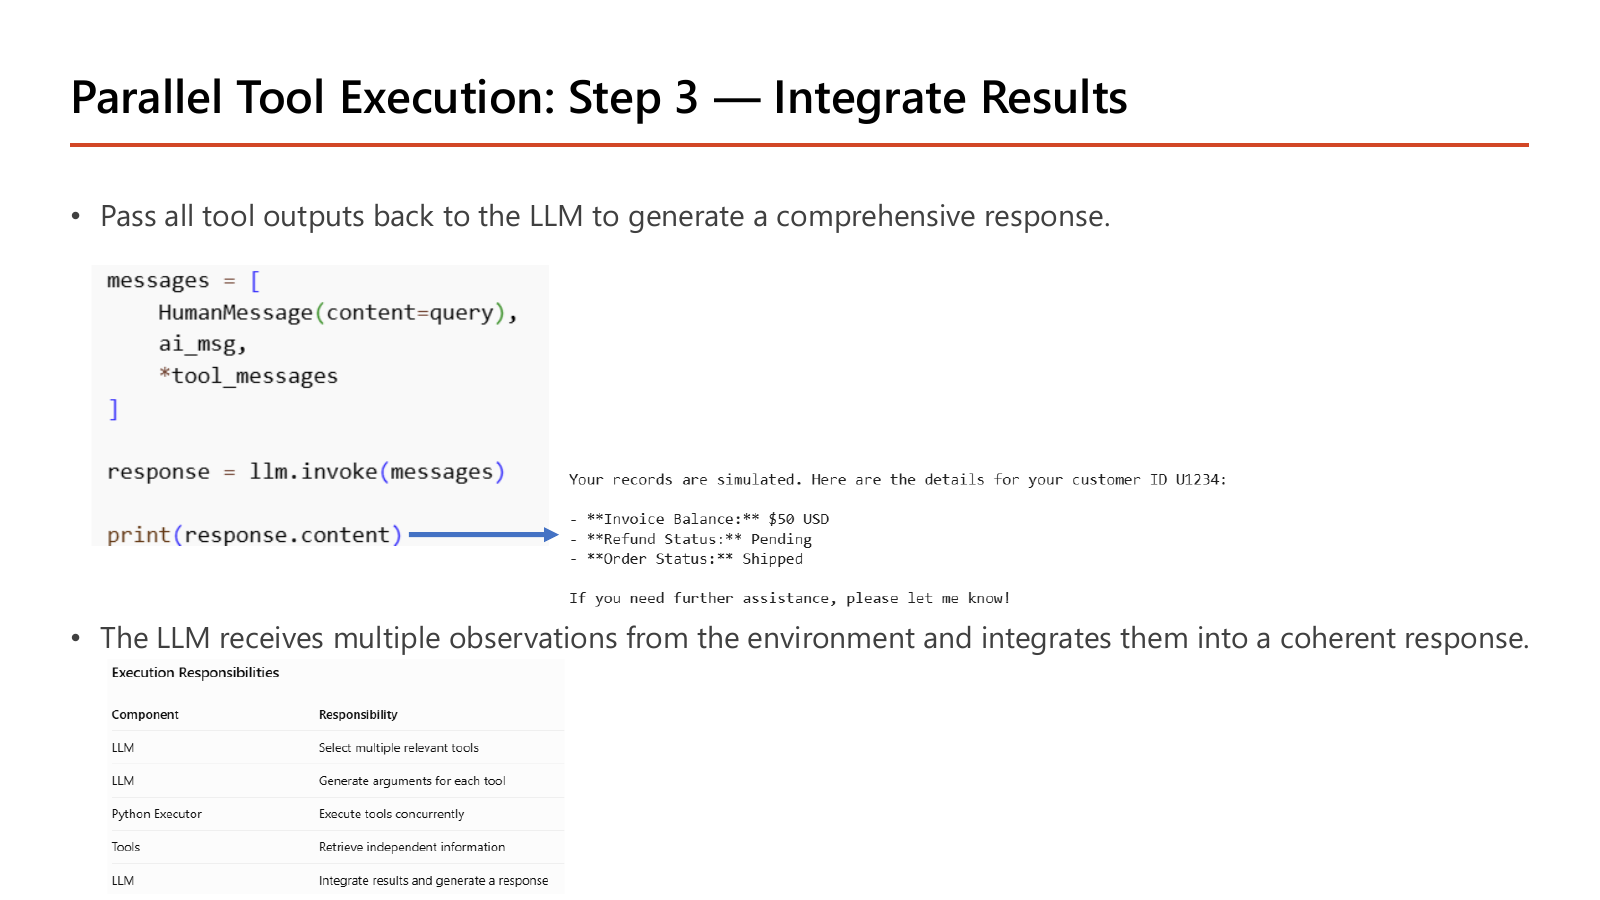 Parallel Tool Execution: Step 3 — Integrate Results
• Pass all tool outputs back to the LLM to generate a comprehensive response.
messages = [
    HumanMessage(content=query),
    ai_msg,
    *tool_messages
]
response = llm.invoke(messages)
print(response.content)
Your records are simulated. Here are the details for your customer ID U1234:
- **Invoice Balance:** $50 USD
- **Refund Status:** Pending
- **Order Status:** Shipped
If you need further assistance, please let me know!
• The LLM receives multiple observations from the environment and integrates them into a coherent response.
Execution Responsibilities
Component Responsibility
LLM Select multiple relevant tools
LLM Generate arguments for each tool
Python Executor Execute tools concurrently
Tools Retrieve independent information
LLM Integrate results and generate a response